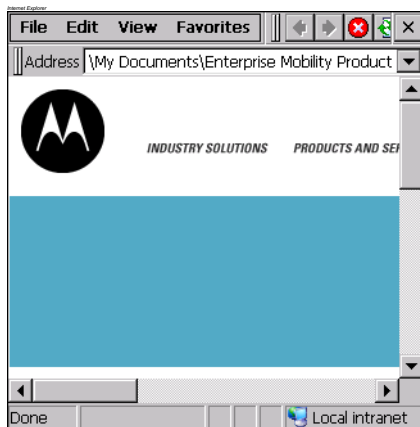 Internet Explorer
File Edit View Favorites
Address \My Documents\Enterprise Mobility Product
INDUSTRY SOLUTIONS PRODUCTS AND SER
Done Local intranet